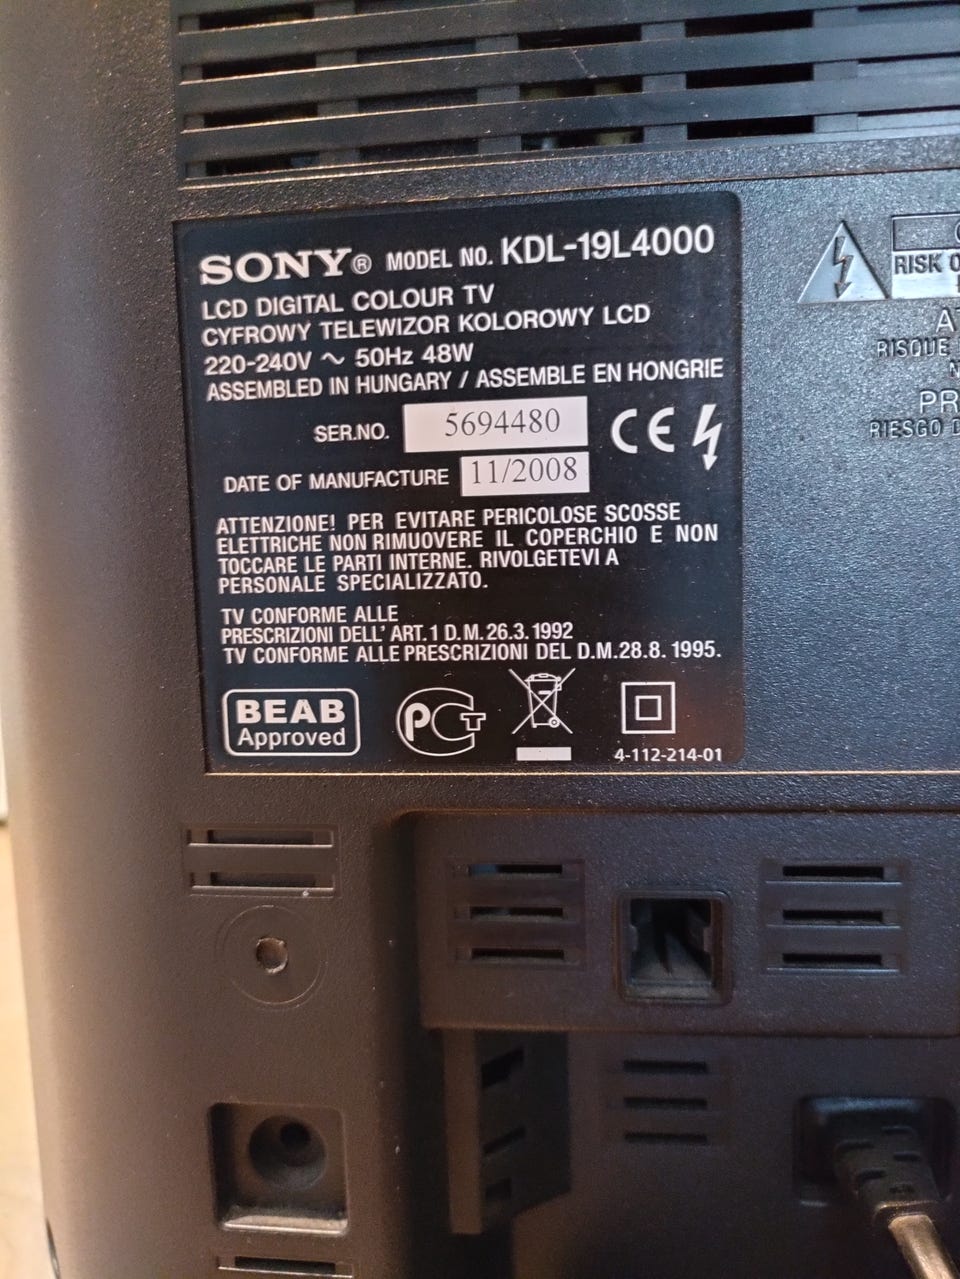 SONY® MODEL NO. KDL-19L4000
LCD DIGITAL COLOUR TV
CYFROWY TELEWIZOR KOLOROWY LCD
220-240V ~ 50Hz 48W
ASSEMBLED IN HUNGARY / ASSEMBLE EN HONGRIE
SER.NO. 5694480
CE
DATE OF MANUFACTURE 11/2008
ATTENZIONE! PER EVITARE PERICOLOSE SCOSSE
ELETTRICHE NON RIMUOVERE IL COPERCHIO E NON
TOCCARE LE PARTI INTERNE. RIVOLGETEVI A
PERSONALE SPECIALIZZATO.
TV CONFORME ALLE
PRESCRIZIONI DELL' ART.1 D.M.26.3.1992
TV CONFORME ALLE PRESCRIZIONI DEL D.M.28.8.1995.
BEAB
Approved
PCT
4-112-214-01
RISK
RISQUE
RIESGO